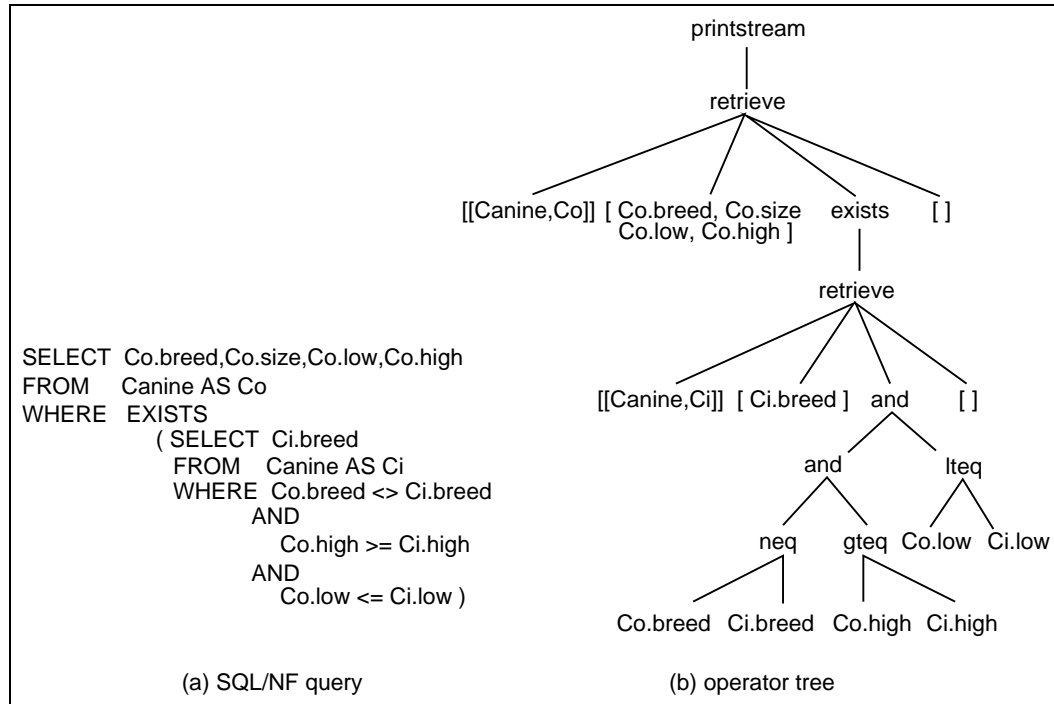 printstream
retrieve
[[Canine,Co]] [ Co.breed, Co.size exists [ ]
Co.low, Co.high ]
retrieve
[[Canine,Ci]] [ Ci.breed ] and [ ]
and lteq
neq gteq Co.low Ci.low
Co.breed Ci.breed Co.high Ci.high
SELECT Co.breed,Co.size,Co.low,Co.high
FROM Canine AS Co
WHERE EXISTS
( SELECT Ci.breed
FROM Canine AS Ci
WHERE Co.breed <> Ci.breed
AND
Co.high >= Ci.high
AND
Co.low <= Ci.low )
(a) SQL/NF query
(b) operator tree